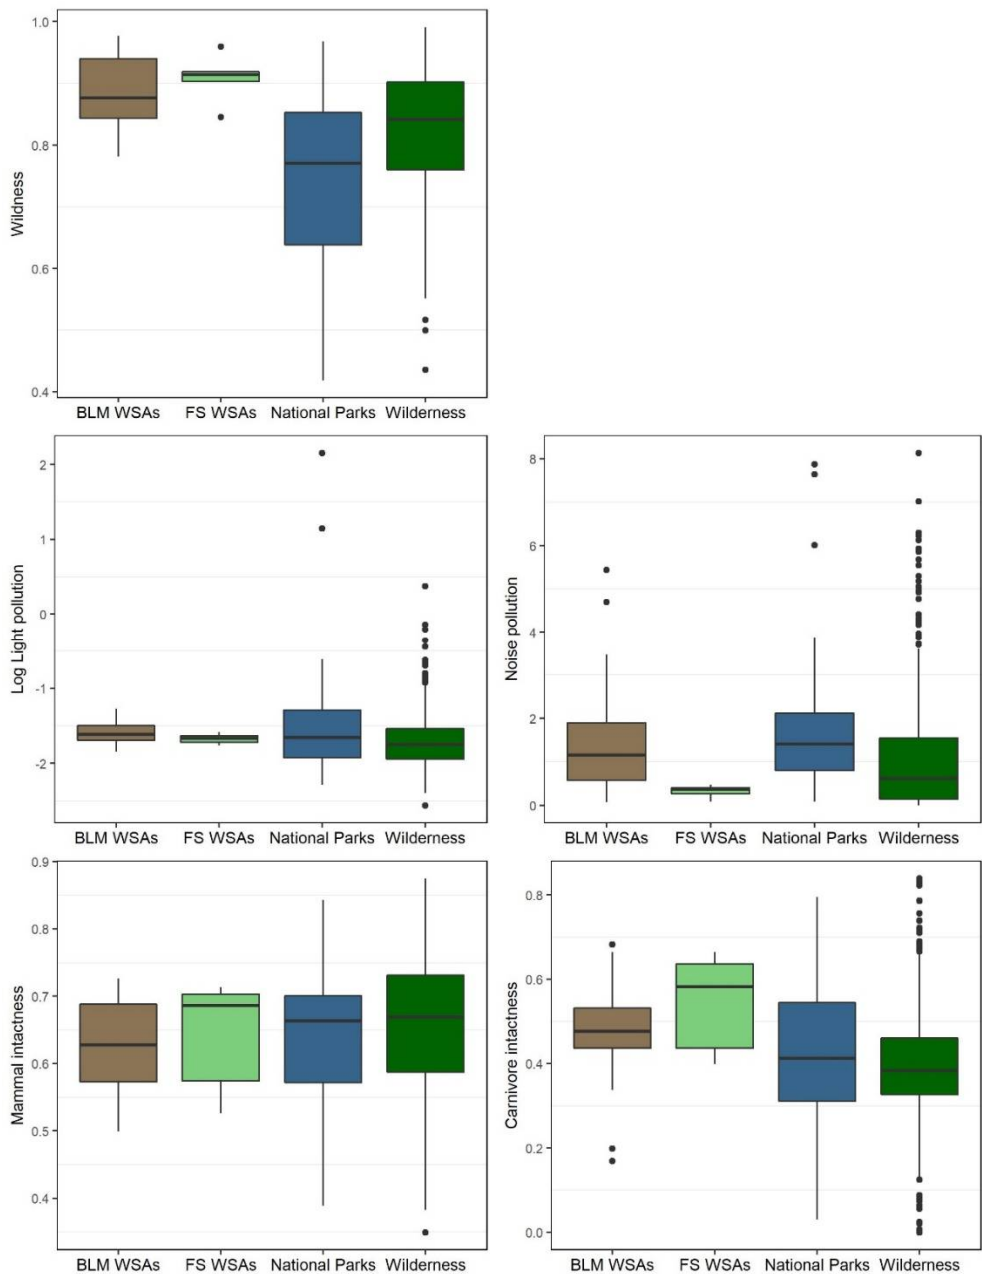 Wildness
1.0
0.8
0.6
0.4
BLM WSAs FS WSAs National Parks Wilderness
Log Light pollution
2
1
0
-1
-2
BLM WSAs FS WSAs National Parks Wilderness
Noise pollution
8
6
4
2
0
BLM WSAs FS WSAs National Parks Wilderness
Mammal intactness
0.9
0.8
0.7
0.6
0.5
0.4
BLM WSAs FS WSAs National Parks Wilderness
Carnivore intactness
0.8
0.6
0.4
0.2
0.0
BLM WSAs FS WSAs National Parks Wilderness